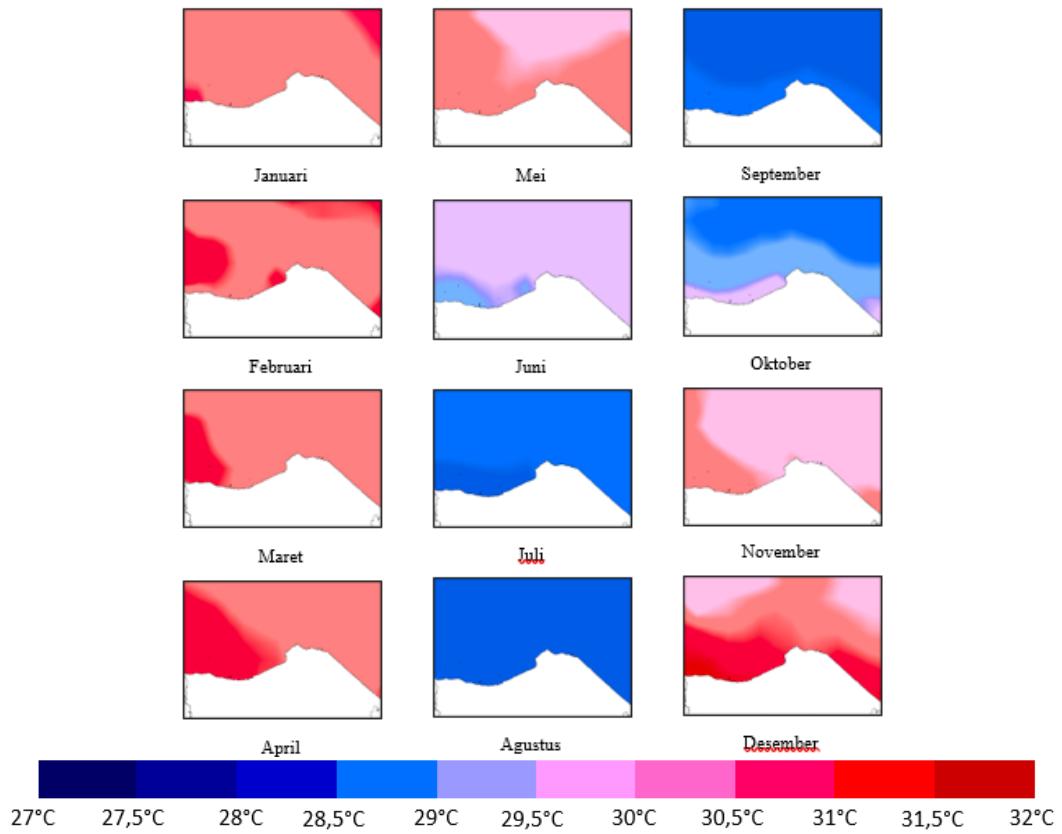 Januari Mei September
Februari Juni Oktober
Maret Juli November
April Agustus Desember
27°C 27,5°C 28°C 28,5°C 29°C 29,5°C 30°C 30,5°C 31°C 31,5°C 32°C